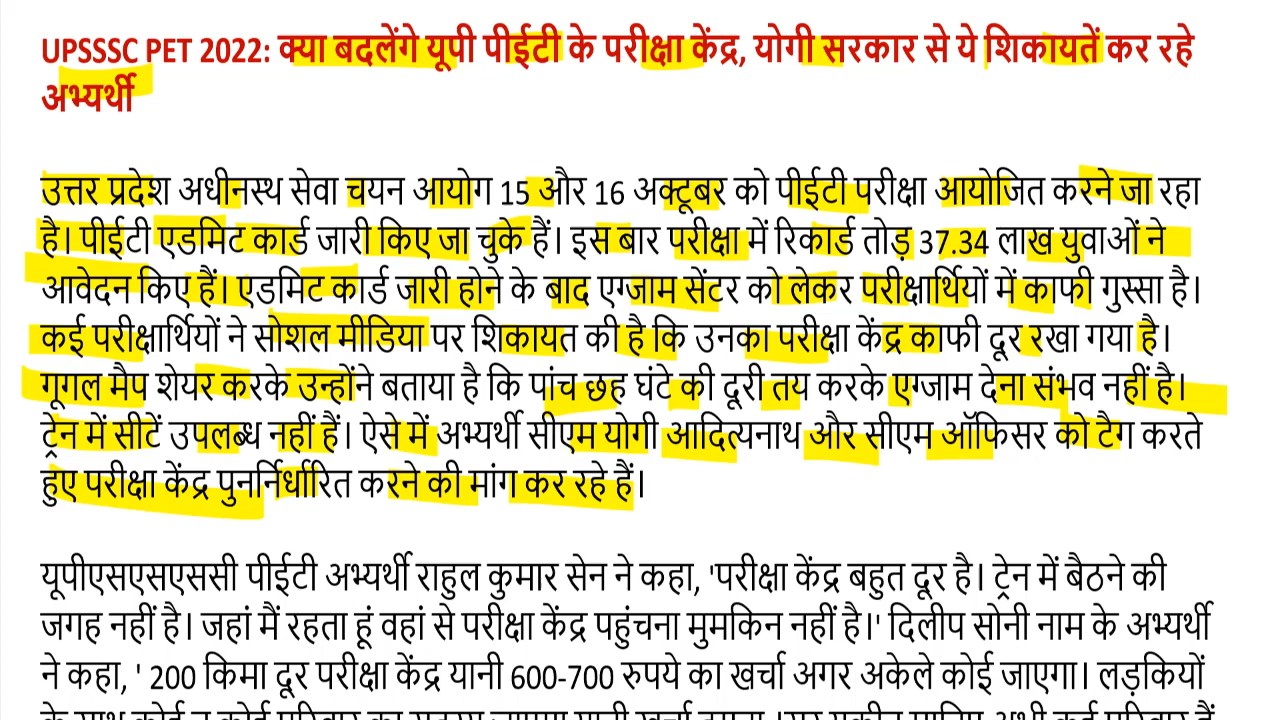 UPSSSC PET 2022: क्या बदलेंगे यूपी पीईटी के परीक्षा केंद्र, योगी सरकार से ये शिकायतें कर रहे
अभ्यर्थी
उत्तर प्रदेश अधीनस्थ सेवा चयन आयोग 15 और 16 अक्टूबर को पीईटी परीक्षा आयोजित करने जा रहा
है। पीईटी एडमिट कार्ड जारी किए जा चुके हैं। इस बार परीक्षा में रिकार्ड तोड़ 37.34 लाख युवाओं ने
आवेदन किए हैं। एडमिट कार्ड जारी होने के बाद एग्जाम सेंटर को लेकर परीक्षार्थियों में काफी गुस्सा है।
कई परीक्षार्थियों ने सोशल मीडिया पर शिकायत की है कि उनका परीक्षा केंद्र काफी दूर रखा गया है।
गूगल मैप शेयर करके उन्होंने बताया है कि पांच छह घंटे की दूरी तय करके एग्जाम देना संभव नहीं है।
ट्रेन में सीटें उपलब्ध नहीं हैं। ऐसे में अभ्यर्थी सीएम योगी आदित्यनाथ और सीएम ऑफिसर को टैग करते
हुए परीक्षा केंद्र पुनर्निर्धारित करने की मांग कर रहे हैं।
यूपीएसएसएससी पीईटी अभ्यर्थी राहुल कुमार सेन ने कहा, 'परीक्षा केंद्र बहुत दूर है। ट्रेन में बैठने की
जगह नहीं है। जहां मैं रहता हूं वहां से परीक्षा केंद्र पहुंचना मुमकिन नहीं है।' दिलीप सोनी नाम के अभ्यर्थी
ने कहा, ' 200 किमा दूर परीक्षा केंद्र यानी 600-700 रुपये का खर्चा अगर अकेले कोई जाएगा। लड़कियों